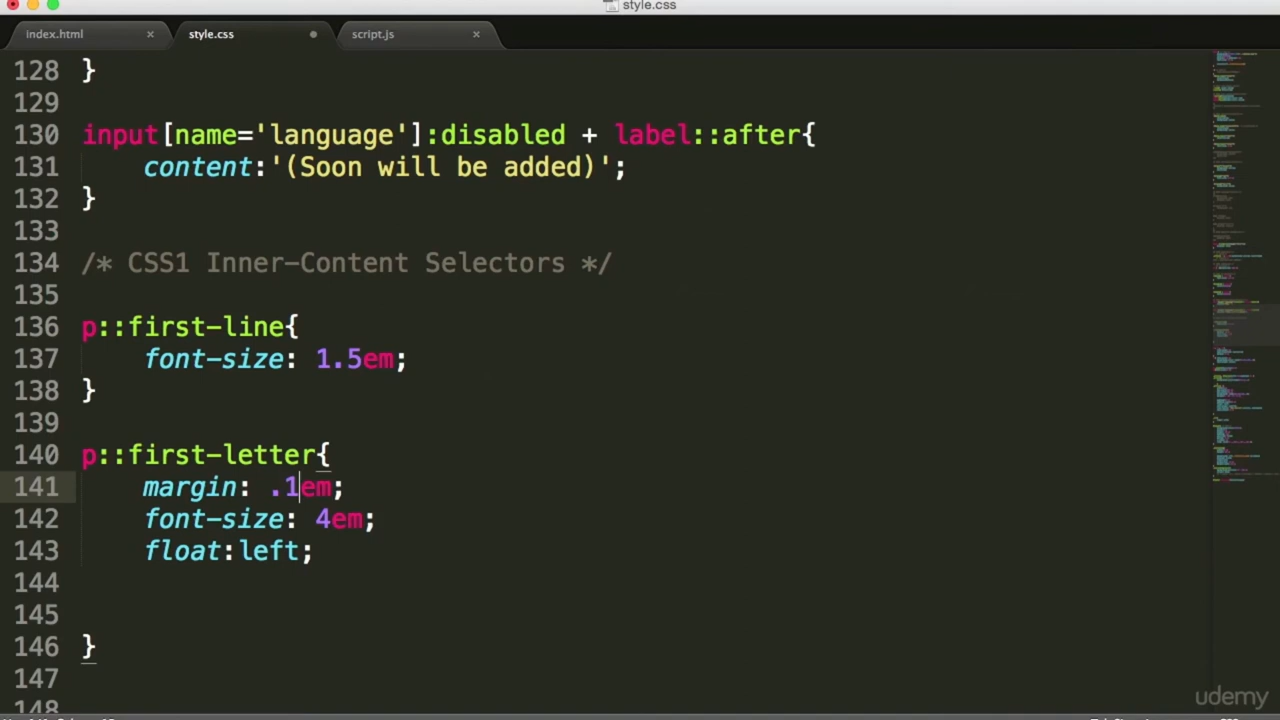 style.css
index.html × style.css script.js ×
128 }
129
130 input[name='language']:disabled + label::after{
131 content:'(Soon will be added)';
132 }
133
134 /* CSS1 Inner-Content Selectors */
135
136 p::first-line{
137 font-size: 1.5em;
138 }
139
140 p::first-letter{
141 margin: .1em;
142 font-size: 4em;
143 float:left;
144
145
146 }
147
148
udemy